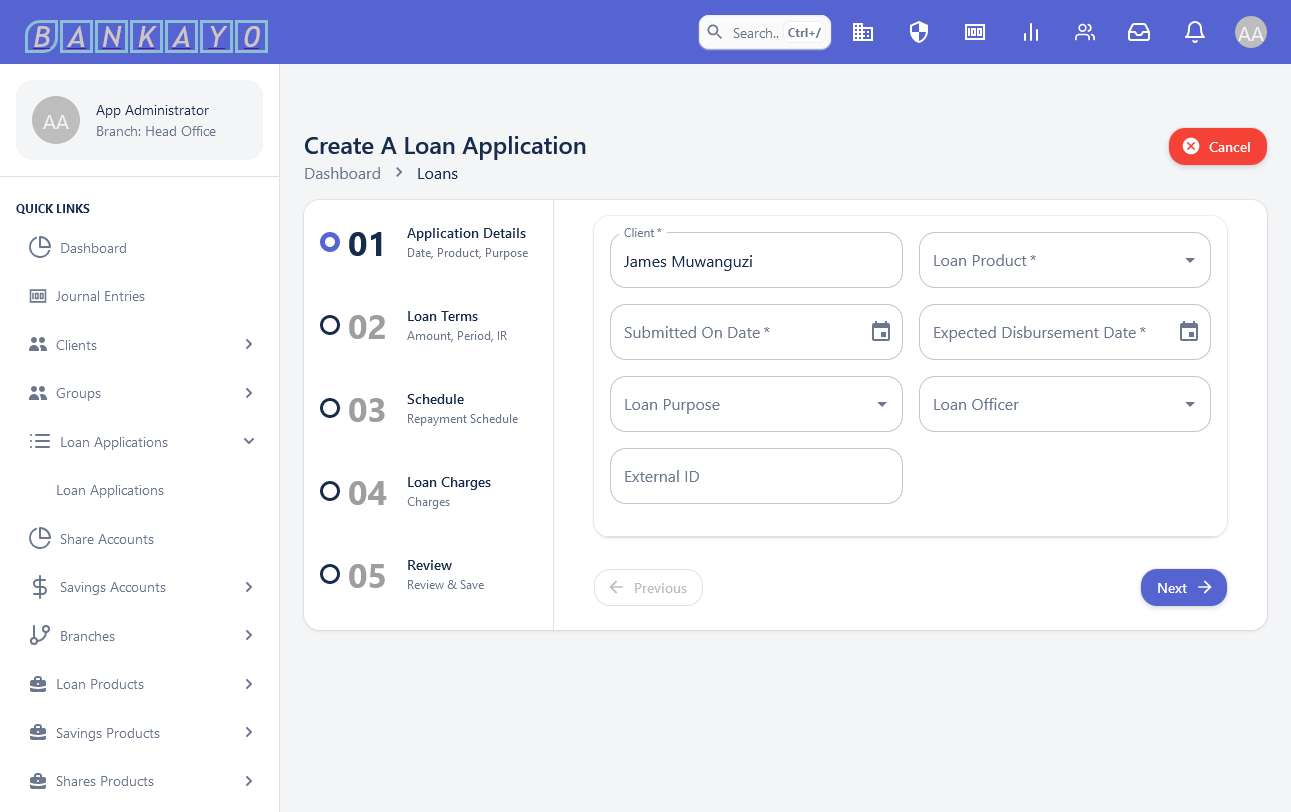 BANKAYO
Search.. Ctrl+/
AA
AA
App Administrator
Branch: Head Office
QUICK LINKS
Dashboard
Journal Entries
Clients
Groups
Loan Applications
Loan Applications
Share Accounts
Savings Accounts
Branches
Loan Products
Savings Products
Shares Products
Create A Loan Application
Dashboard > Loans
Cancel
01 Application Details
Date, Product, Purpose
02 Loan Terms
Amount, Period, IR
03 Schedule
Repayment Schedule
04 Loan Charges
Charges
05 Review
Review & Save
Client *
James Muwanguzi
Loan Product *
Submitted On Date *
Expected Disbursement Date *
Loan Purpose
Loan Officer
External ID
Previous
Next